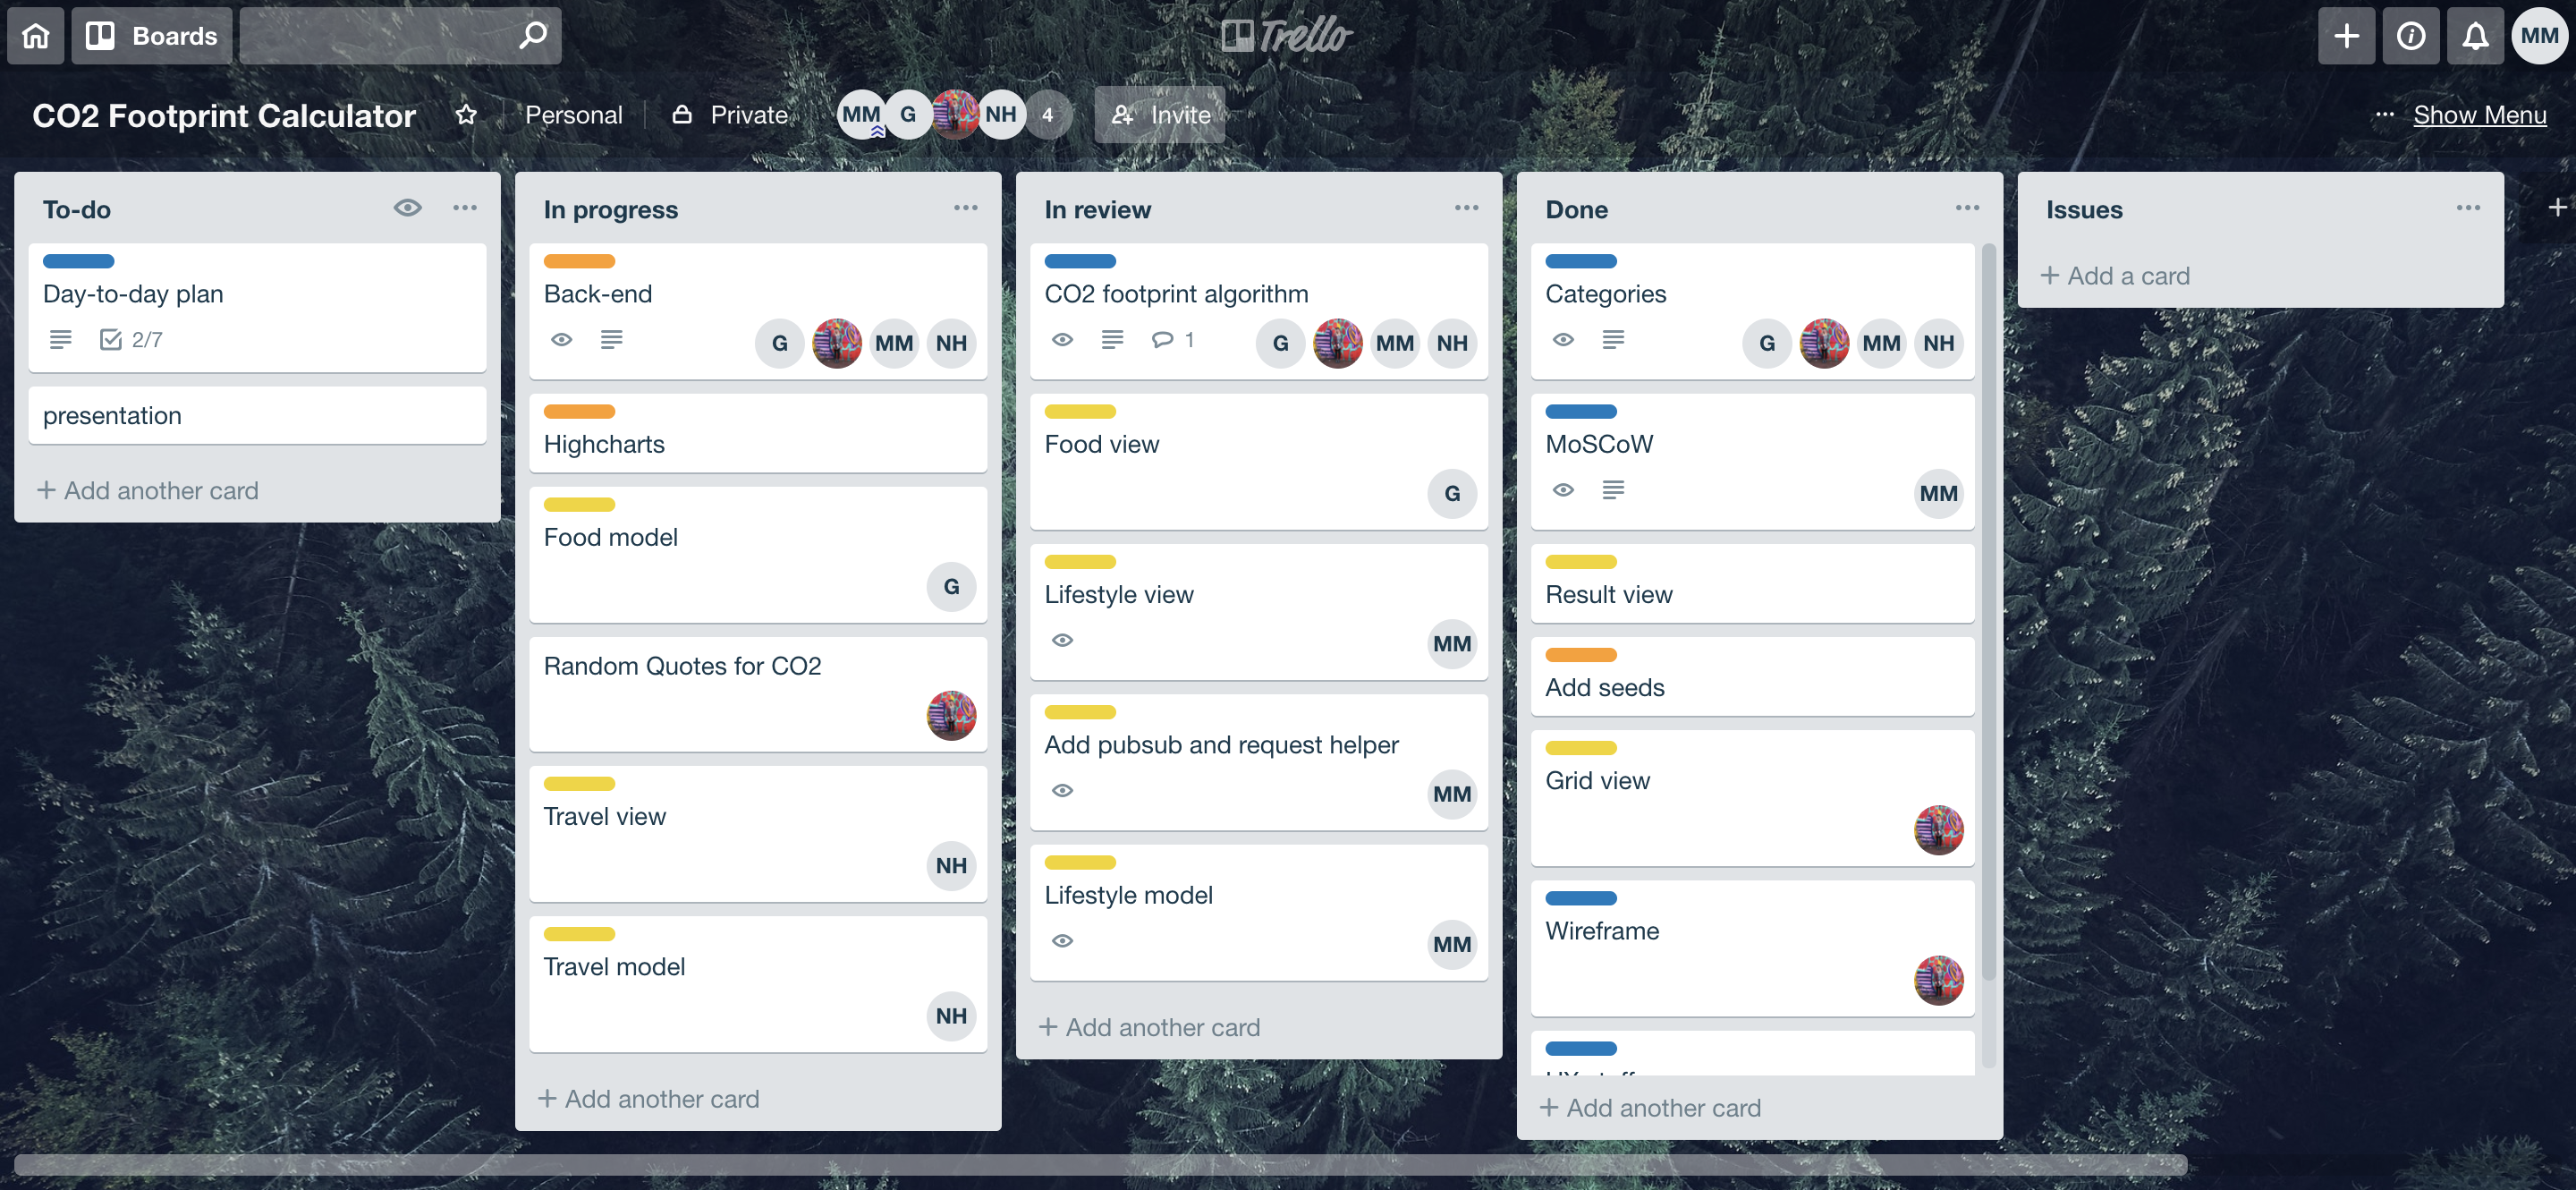 Boards
Trello
MM
CO2 Footprint Calculator
Personal
Private
MM
G
NH
4
Invite
Show Menu
To-do
Day-to-day plan
2/7
presentation
+ Add another card
In progress
Back-end
G
MM
NH
Highcharts
Food model
G
Random Quotes for CO2
Travel view
NH
Travel model
NH
+ Add another card
In review
CO2 footprint algorithm
1
G
MM
NH
Food view
G
Lifestyle view
MM
Add pubsub and request helper
MM
Lifestyle model
MM
+ Add another card
Done
Categories
G
MM
NH
MoSCoW
MM
Result view
Add seeds
Grid view
Wireframe
+ Add another card
Issues
+ Add a card